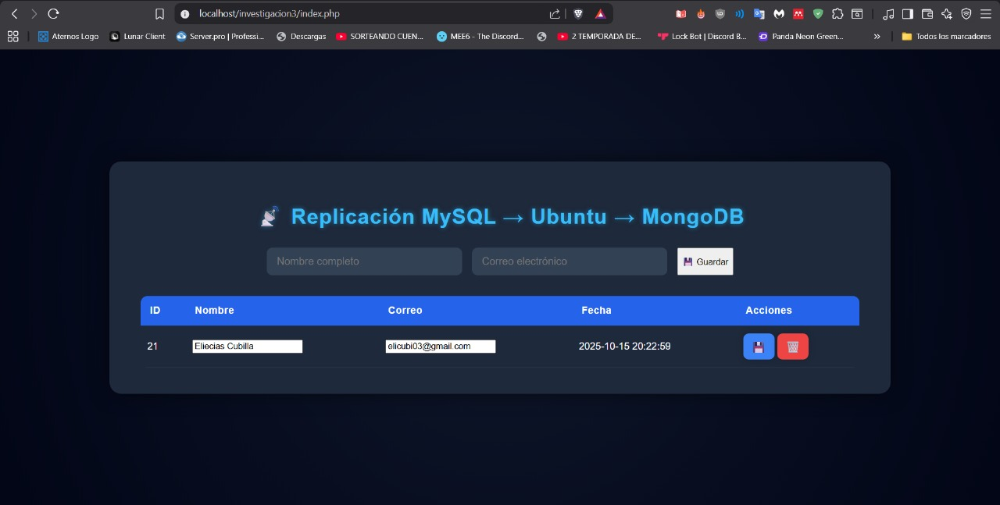 localhost/investigacion3/index.php
Aternos Logo Lunar Client Server.pro | Professi... Descargas SORTEANDO CUEN... MEE6 - The Discord... 2 TEMPORADA DE... Lock Bot | Discord B... Panda Neon Green... » Todos los marcadores
Replicación MySQL → Ubuntu → MongoDB
Nombre completo Correo electrónico Guardar
ID Nombre Correo Fecha Acciones
21 Eliecias Cubilla elicubi03@gmail.com 2025-10-15 20:22:59